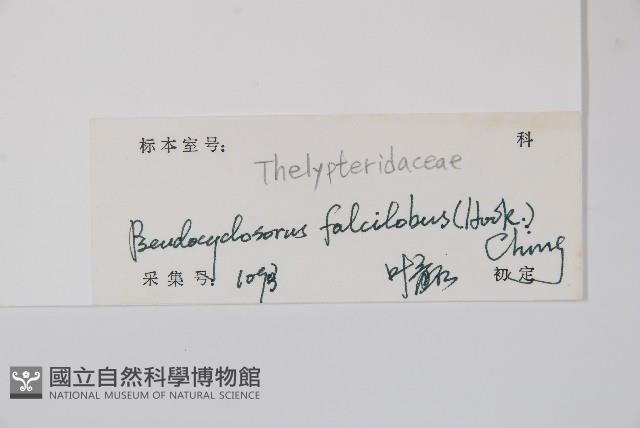 标本室号: 科
Thelypteridaceae
Pseudocyclosorus falcilobus (Hook.)
Ching
采集号: 初定
國立自然科學博物館
NATIONAL MUSEUM OF NATURAL SCIENCE